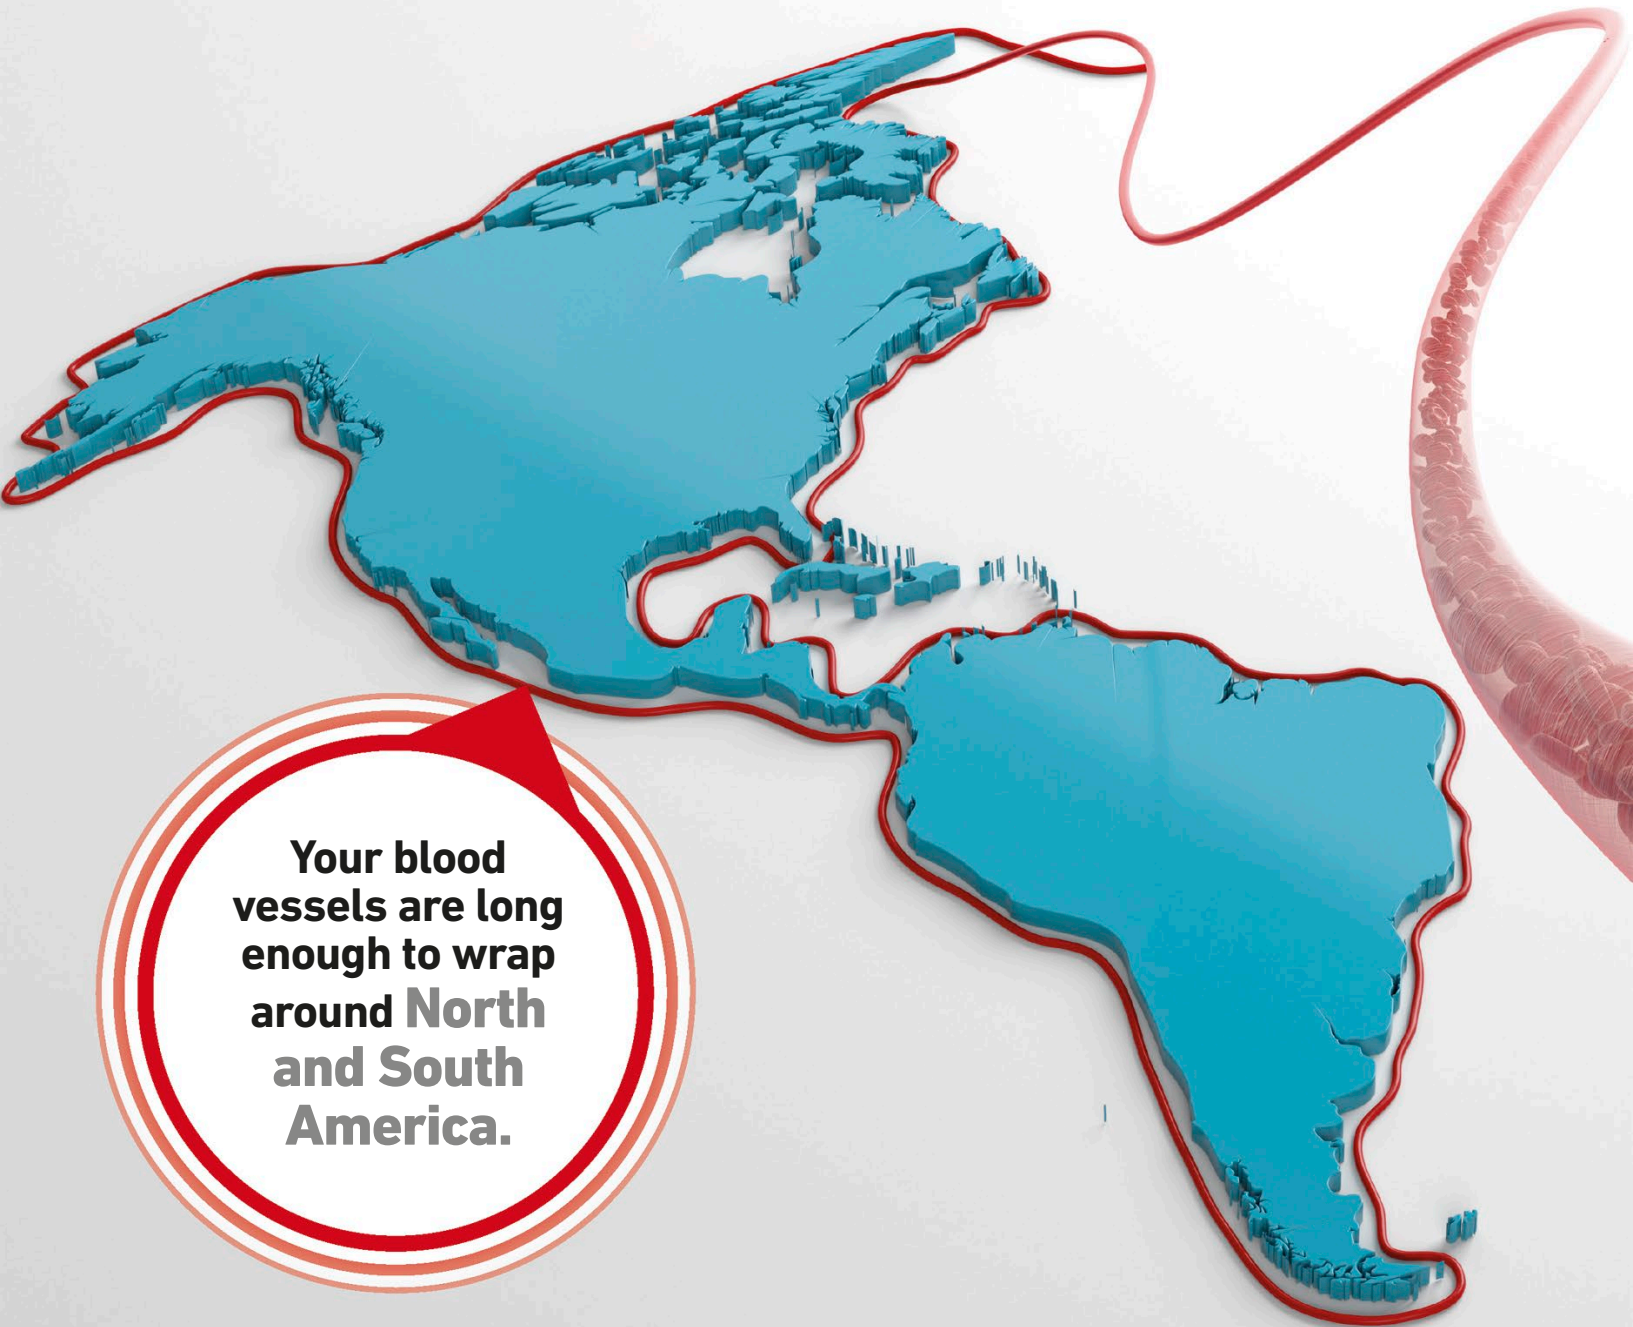 Your blood
vessels are long
enough to wrap
around North
and South
America.